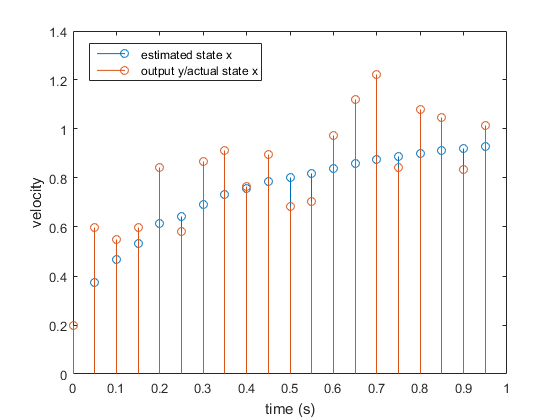 1.4
1.2
1
0.8
0.6
0.4
0.2
0
estimated state x
output y/actual state x
velocity
0 0.1 0.2 0.3 0.4 0.5 0.6 0.7 0.8 0.9 1
time (s)